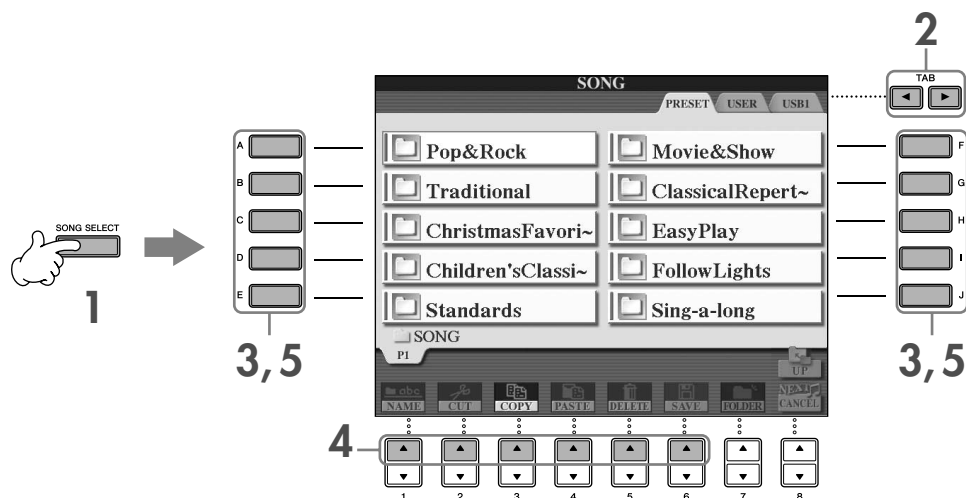 2
TAB
SONG
PRESET USER USB1
A Pop&Rock Movie&Show F
B Traditional ClassicalRepert~ G
C ChristmasFavori~ EasyPlay H
D Children'sClassi~ FollowLights I
E Standards Sing-a-long J
SONG SELECT
1
3, 5
3, 5
SONG
P1
UP
abc
NAME CUT COPY PASTE DELETE SAVE FOLDER NEXT CANCEL
4
1 2 3 4 5 6 7 8